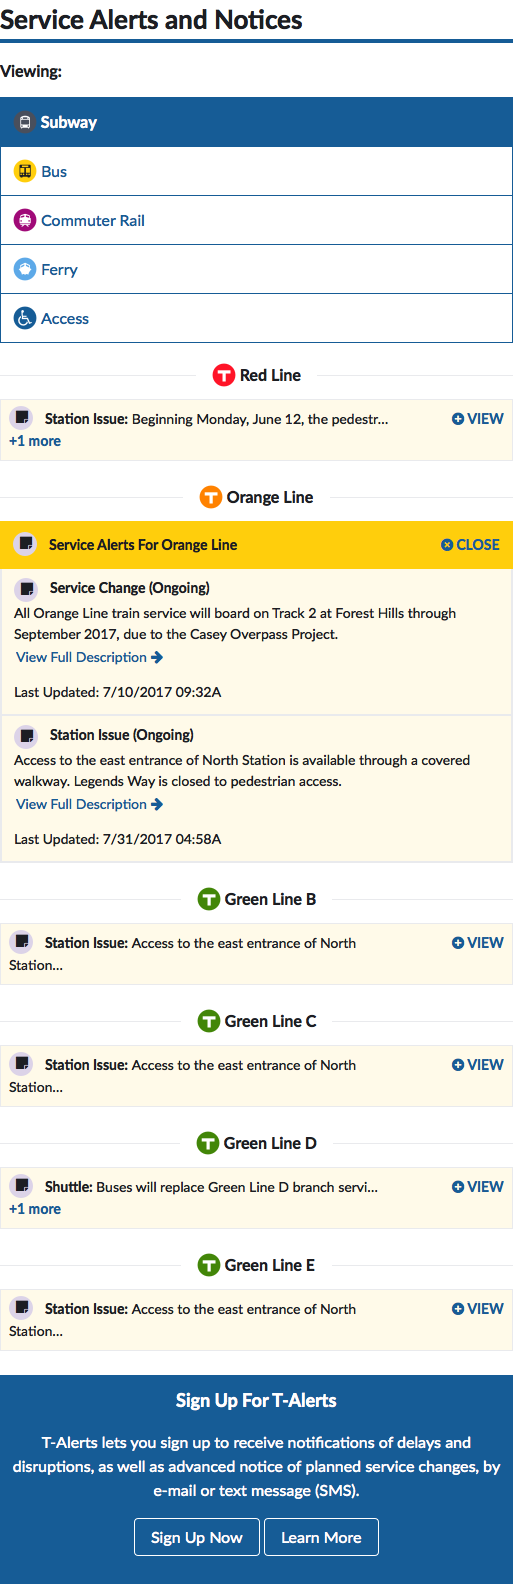 Service Alerts and Notices
Viewing:
Subway
Bus
Commuter Rail
Ferry
Access
T Red Line
Station Issue: Beginning Monday, June 12, the pedestr... VIEW
+1 more
T Orange Line
Service Alerts For Orange Line CLOSE
Service Change (Ongoing)
All Orange Line train service will board on Track 2 at Forest Hills through
September 2017, due to the Casey Overpass Project.
View Full Description
Last Updated: 7/10/2017 09:32A
Station Issue (Ongoing)
Access to the east entrance of North Station is available through a covered
walkway. Legends Way is closed to pedestrian access.
View Full Description
Last Updated: 7/31/2017 04:58A
T Green Line B
Station Issue: Access to the east entrance of North VIEW
Station...
T Green Line C
Station Issue: Access to the east entrance of North VIEW
Station...
T Green Line D
Shuttle: Buses will replace Green Line D branch servi... VIEW
+1 more
T Green Line E
Station Issue: Access to the east entrance of North VIEW
Station...
Sign Up For T-Alerts
T-Alerts lets you sign up to receive notifications of delays and
disruptions, as well as advanced notice of planned service changes, by
e-mail or text message (SMS).
Sign Up Now Learn More